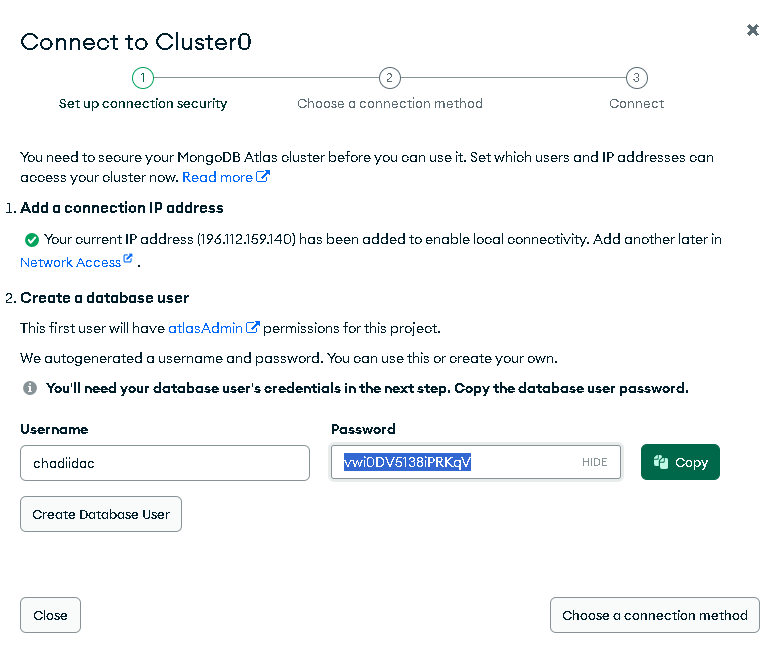 Connect to Cluster0
1
2
3
Set up connection security
Choose a connection method
Connect
You need to secure your MongoDB Atlas cluster before you can use it. Set which users and IP addresses can
access your cluster now. Read more
1. Add a connection IP address
Your current IP address (196.112.159.140) has been added to enable local connectivity. Add another later in
Network Access .
2. Create a database user
This first user will have atlasAdmin permissions for this project.
We autogenerated a username and password. You can use this or create your own.
You'll need your database user's credentials in the next step. Copy the database user password.
Username
Password
chadiidac
vwi0DV5138iPRKqV
HIDE
Copy
Create Database User
Close
Choose a connection method